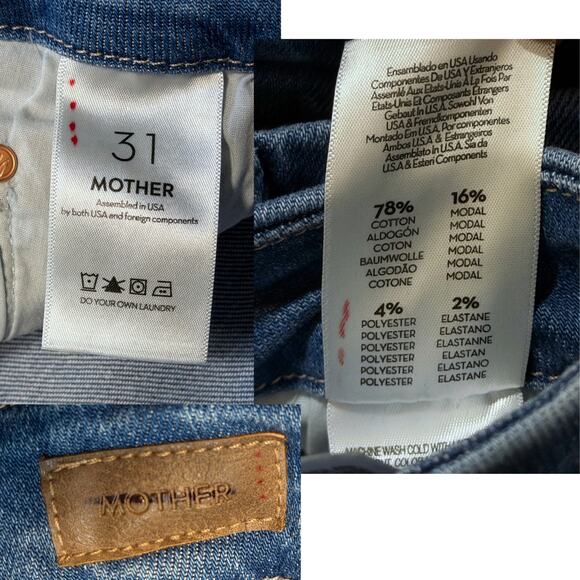 31
MOTHER
Assembled in USA
by both USA and foreign components
DO YOUR OWN LAUNDRY
Ensamblado en USA Usando
Componentes De USA Y Extranjeros
Assemlé Aux Etats-Unis À La Fois Par
Etats-Unis Et Composants Etrangers
Gebaut In U.S.A. Sowohl Von
USA & Fremdkomponenten
Montado Em U.S.A. Por componentes
Ambos U.S.A & Estrangeiros
Assemblato In U.S.A. Sia da
U.S.A & Esteri Components
78%
COTTON
ALDOGÓN
COTON
BAUMWOLLE
ALGODÃO
COTONE
16%
MODAL
MODAL
MODAL
MODAL
MODAL
MODAL
4%
POLYESTER
POLYESTER
POLYESTER
POLYESTER
POLYESTER
POLYESTER
2%
ELASTANE
ELASTANO
ELASTHANNE
ELASTAN
ELASTANO
ELASTANE
MACHINE WASH COLD WITH
MOTHER